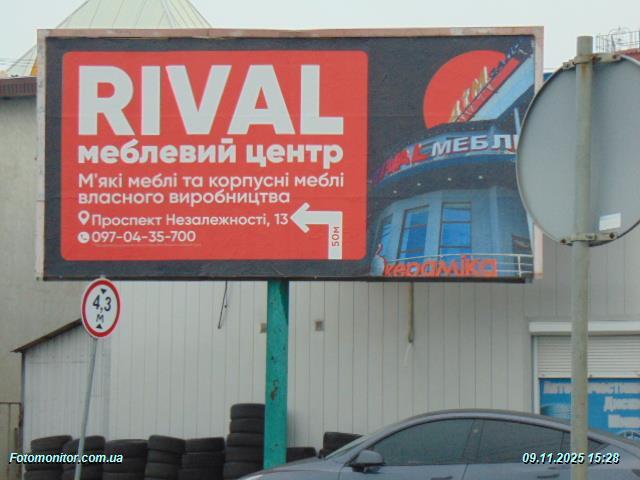 RIVAL
меблевий центр
М'які меблі та корпусні меблі
власного виробництва
Проспект Незалежності, 13
50м
097-04-35-700
МЕБЛІ
кераміка
4,3
м
Fotomonitor.com.ua
09.11.2025 15:28